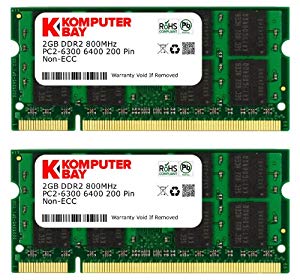 KOMPUTER
BAY
RoHS
COMPLIANT
2GB DDR2 800MHz
PC2-6300 6400 200 Pin
Non-ECC
Warranty Void If Removed
KOMPUTER
BAY
RoHS
COMPLIANT
2GB DDR2 800MHz
PC2-6300 6400 200 Pin
Non-ECC
Warranty Void If Removed